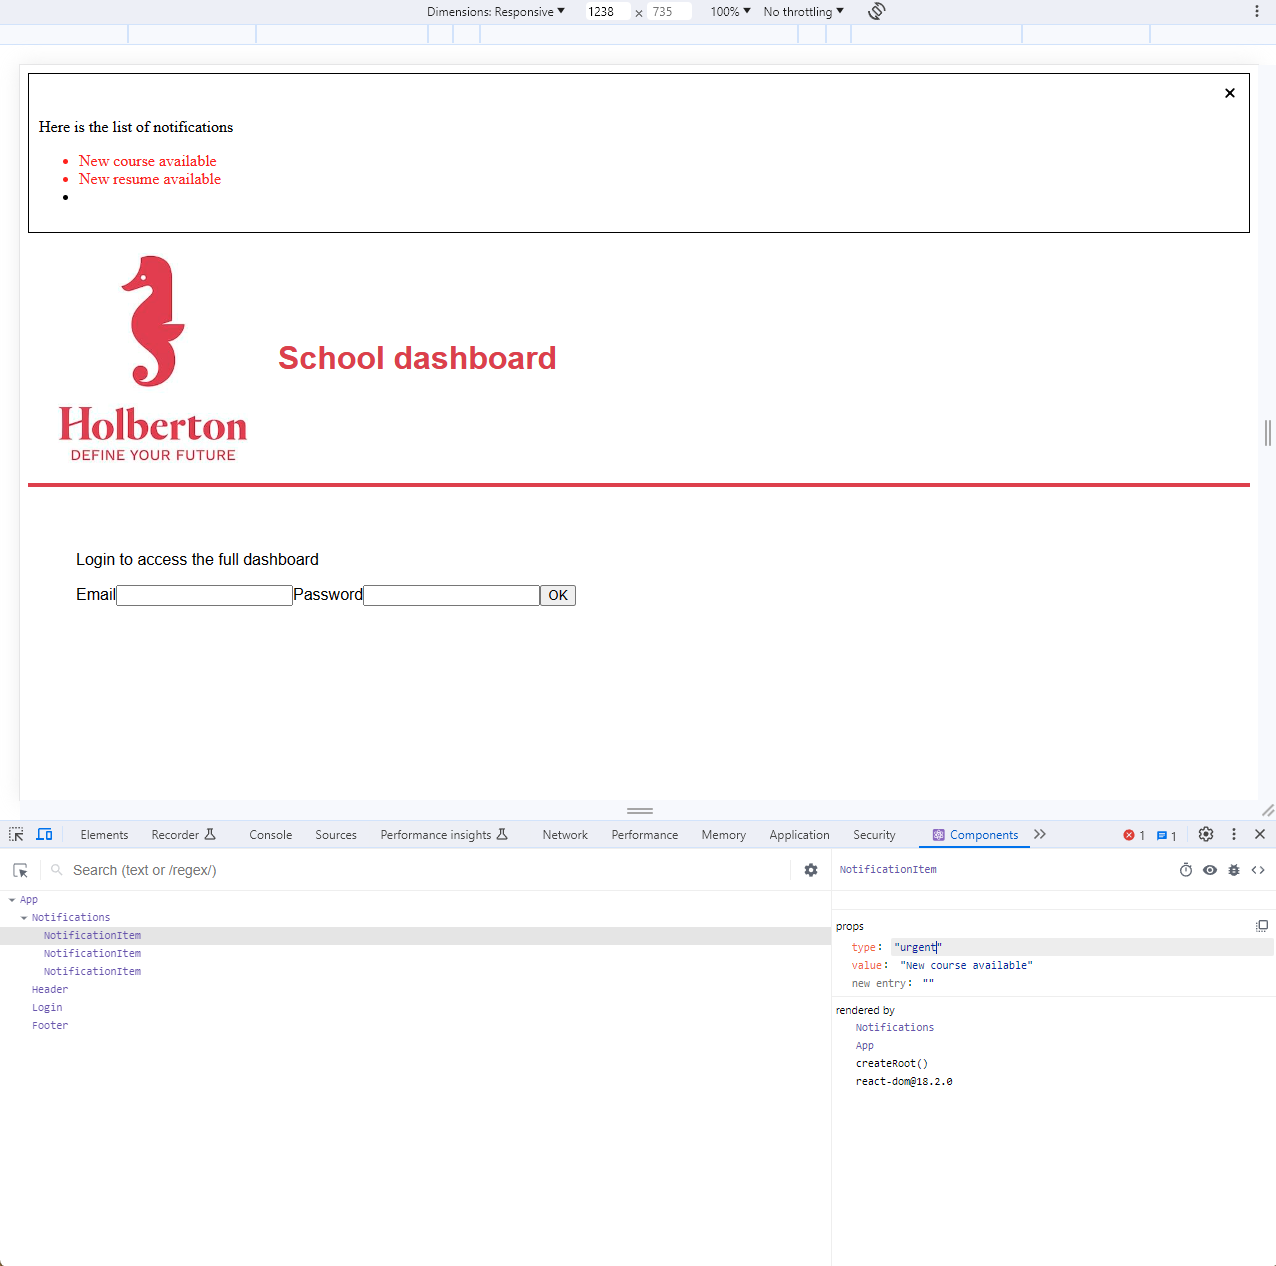 Dimensions: Responsive 1238 × 735 100% No throttling
Here is the list of notifications
New course available
New resume available
School dashboard
Holberton
DEFINE YOUR FUTURE
Login to access the full dashboard
Email Password OK
Elements Recorder Console Sources Performance insights Network Performance Memory Application Security Components 1 1
Search (text or /regex/)
App
Notifications
NotificationItem
NotificationItem
NotificationItem
Header
Login
Footer
NotificationItem
props
type: "urgent"
value: "New course available"
new entry: ""
rendered by
Notifications
App
createRoot()
react-dom@18.2.0